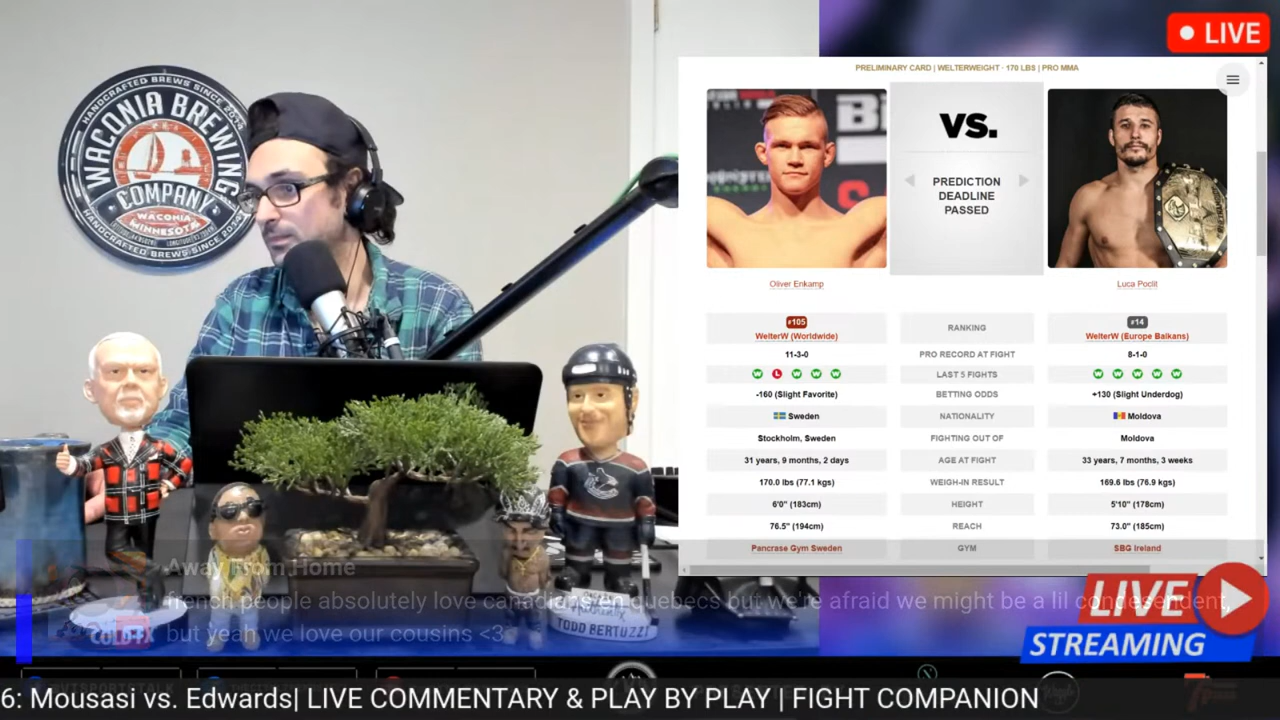 LIVE
HANDCRAFTED BREWS SINCE 2014
WACONIA BREWING
COMPANY
WACONIA
MINNESOTA
HANDCRAFTED BREWS SINCE
PRELIMINARY CARD | WELTERWEIGHT · 170 LBS | PRO MMA
VS.
PREDICTION
DEADLINE
PASSED
Oliver Enkamp
Luca Poclit
#105 RANKING #14
WelterW (Worldwide) WelterW (Europe Balkans)
11-3-0 PRO RECORD AT FIGHT 8-1-0
W L W W W LAST 5 FIGHTS W W W W W
-160 (Slight Favorite) BETTING ODDS +130 (Slight Underdog)
Sweden NATIONALITY Moldova
Stockholm, Sweden FIGHTING OUT OF Moldova
31 years, 9 months, 2 days AGE AT FIGHT 33 years, 7 months, 3 weeks
170.0 lbs (77.1 kgs) WEIGH-IN RESULT 169.6 lbs (76.9 kgs)
6'0" (183cm) HEIGHT 5'10" (178cm)
76.5" (194cm) REACH 73.0" (185cm)
Pancrase Gym Sweden GYM SBG Ireland
Away From Home
french people absolutely love canadians en quebecs but we're afraid we might be a lil condesendent,
but yeah we love our cousins <3
TODD BERTUZZI
LIVE
STREAMING
6: Mousasi vs. Edwards| LIVE COMMENTARY & PLAY BY PLAY | FIGHT COMPANION